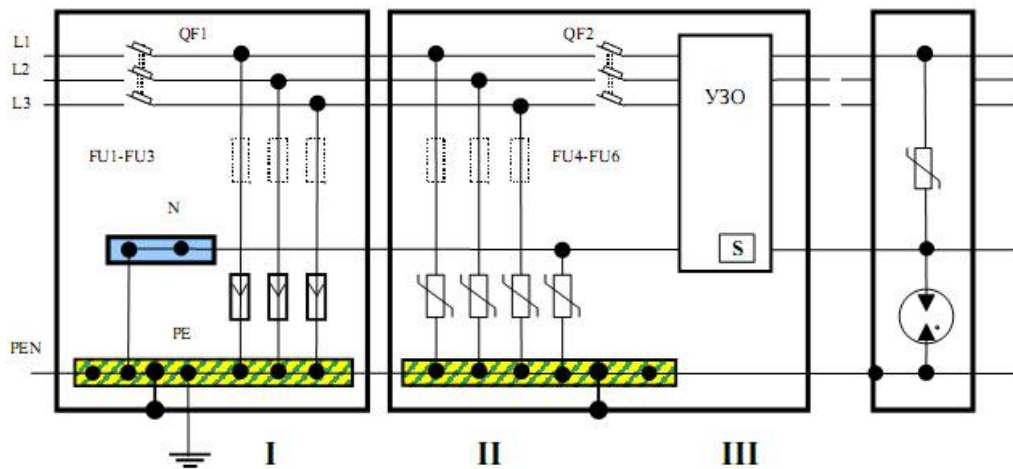 L1
QF1
QF2
L2
L3
УЗО
FU1-FU3
FU4-FU6
N
S
PE
PEN
I
II
III